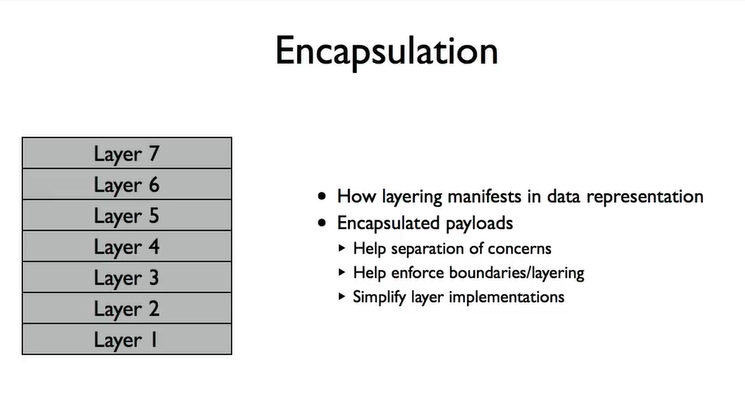 Encapsulation
Layer 7
Layer 6
Layer 5
Layer 4
Layer 3
Layer 2
Layer 1
• How layering manifests in data representation
• Encapsulated payloads
‣ Help separation of concerns
‣ Help enforce boundaries/layering
‣ Simplify layer implementations